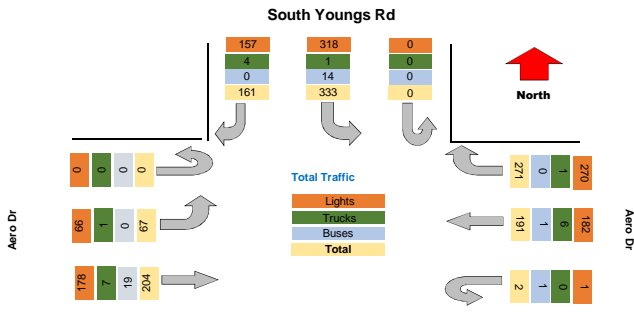 South Youngs Rd
157 318 0
4 1 0
0 14 0
161 333 0
North
0 0 0 0
271 0 1 270
Total Traffic
Lights
Trucks
Buses
Total
Aero Dr
66 1 0 67
191 1 6 182
Aero Dr
178 7 19 204
2 1 0 1